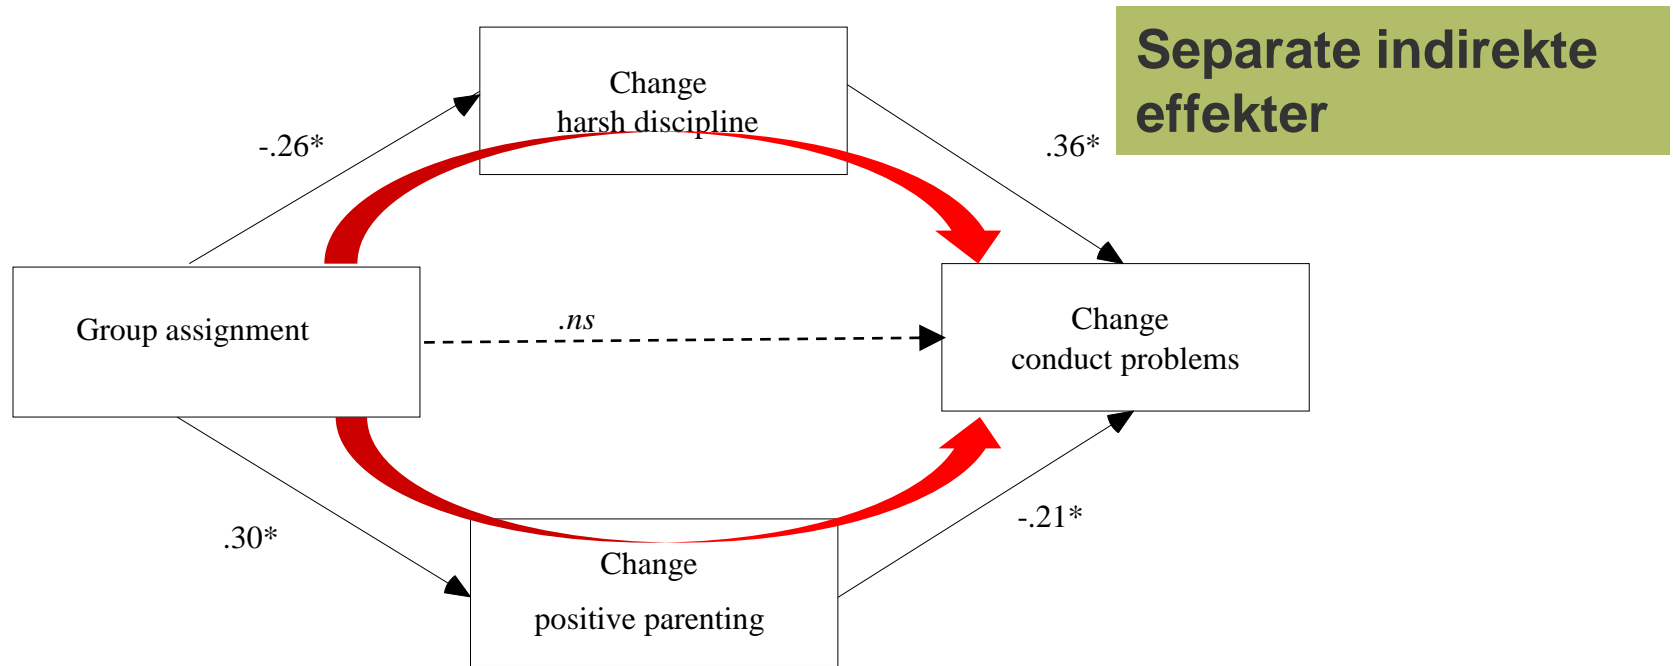 Separate indirekte
effekter
Change
harsh discipline
-.26*
.36*
Group assignment
.ns
Change
conduct problems
.30*
-.21*
Change
positive parenting